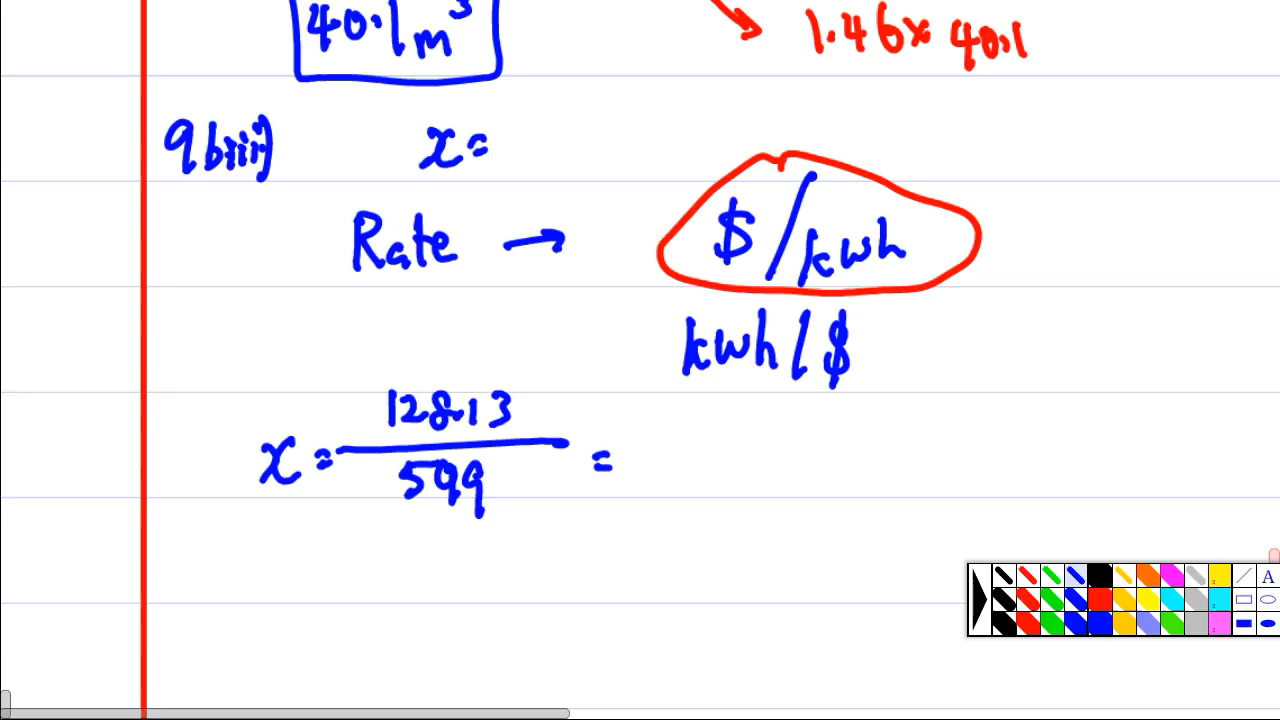 40.1m³
1.46x 40.1
9biii) x=
Rate → $/kwh
kwh/$
x= 128.13/599 =
A